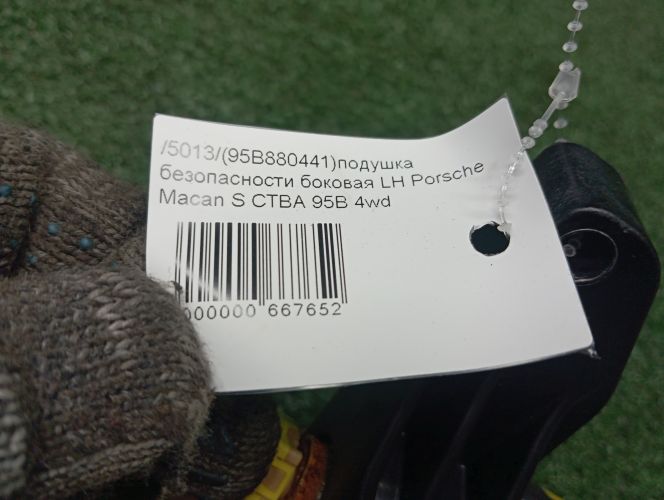 /5013/(95B880441)подушка
безопасности боковая LH Porsche
Macan S CTBA 95B 4wd
000000 667652